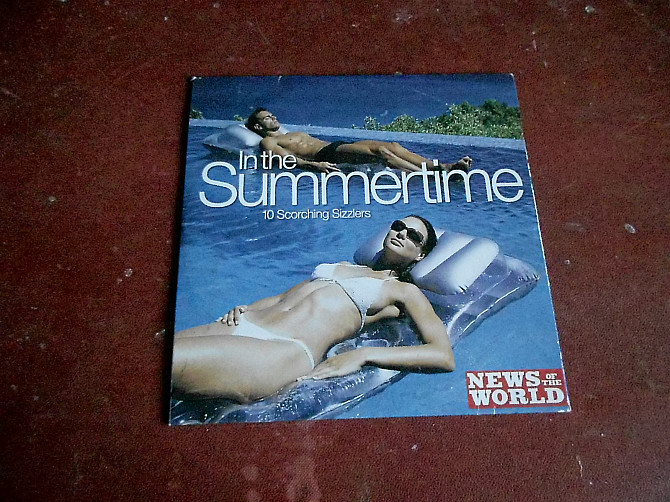 In the
Summertime
10 Scorching Sizzlers
NEWS OF THE
WORLD